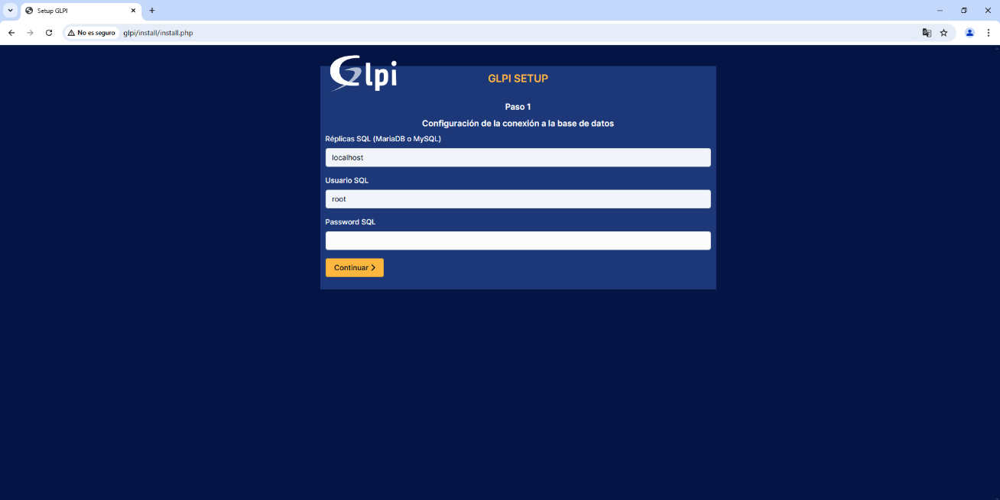 Setup GLPI
No es seguro
glpi/install/install.php
Glpi
GLPI SETUP
Paso 1
Configuración de la conexión a la base de datos
Réplicas SQL (MariaDB o MySQL)
localhost
Usuario SQL
root
Password SQL
Continuar